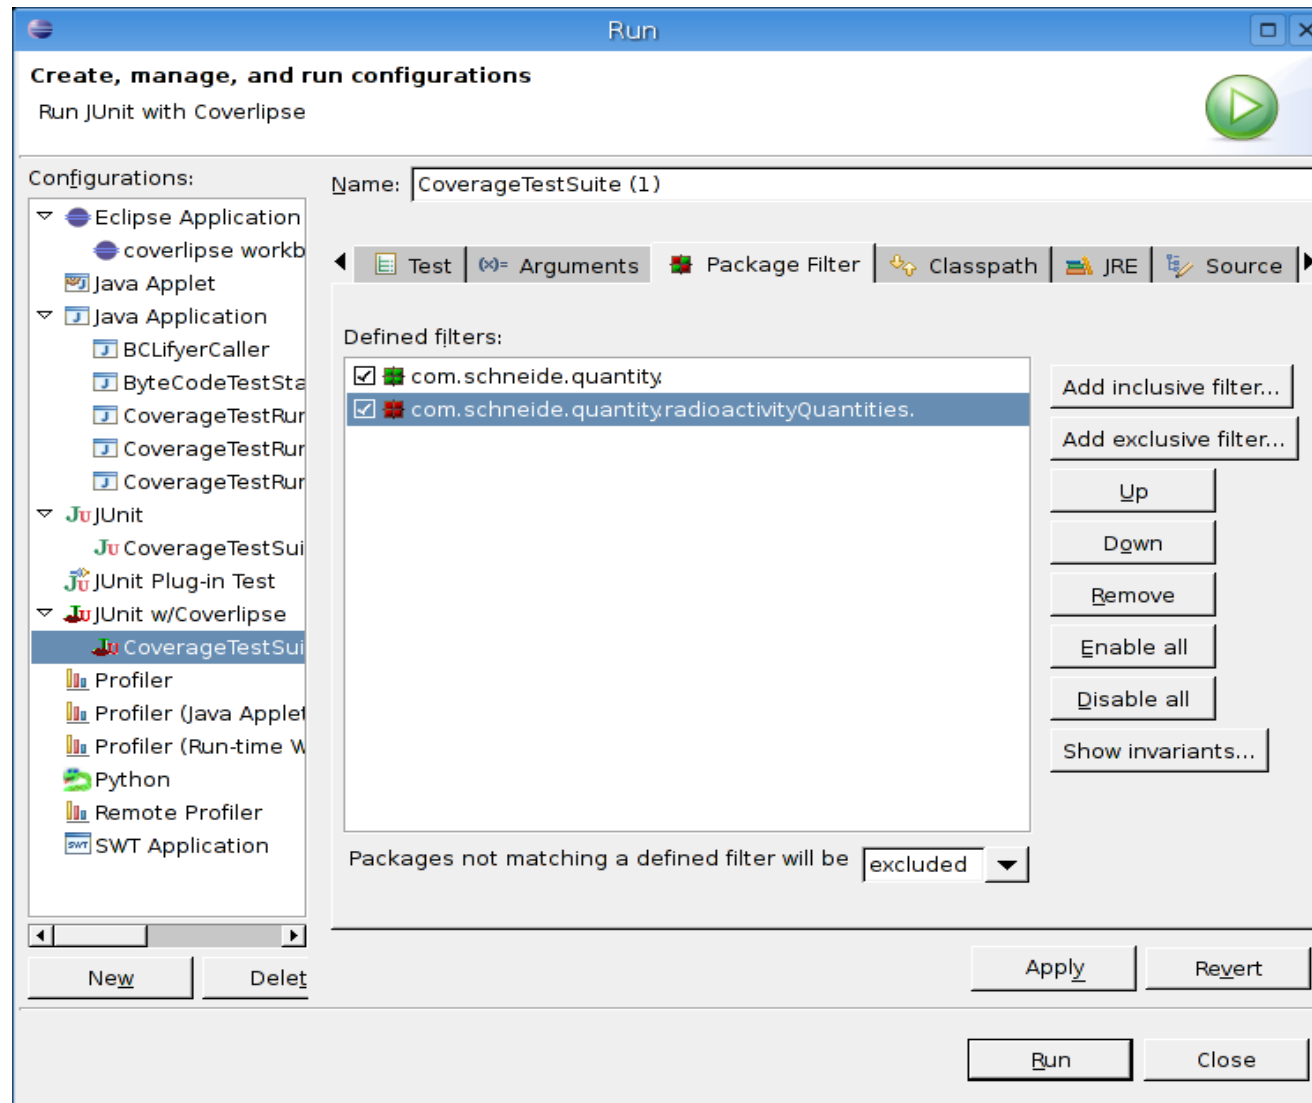 Run
Create, manage, and run configurations
Run JUnit with Coverlipse
Configurations:
Eclipse Application
coverlipse workb
Java Applet
Java Application
BCLifyerCaller
ByteCodeTestSta
CoverageTestRur
CoverageTestRur
CoverageTestRur
JUnit
CoverageTestSui
JUnit Plug-in Test
JUnit w/Coverlipse
CoverageTestSui
Profiler
Profiler (Java Applet
Profiler (Run-time W
Python
Remote Profiler
SWT Application
New Delet
Name: CoverageTestSuite (1)
Test (x)= Arguments Package Filter Classpath JRE Source
Defined filters:
com.schneide.quantity.
com.schneide.quantity.radioactivityQuantities.
Add inclusive filter...
Add exclusive filter...
Up
Down
Remove
Enable all
Disable all
Show invariants...
Packages not matching a defined filter will be excluded
Apply Revert
Run Close